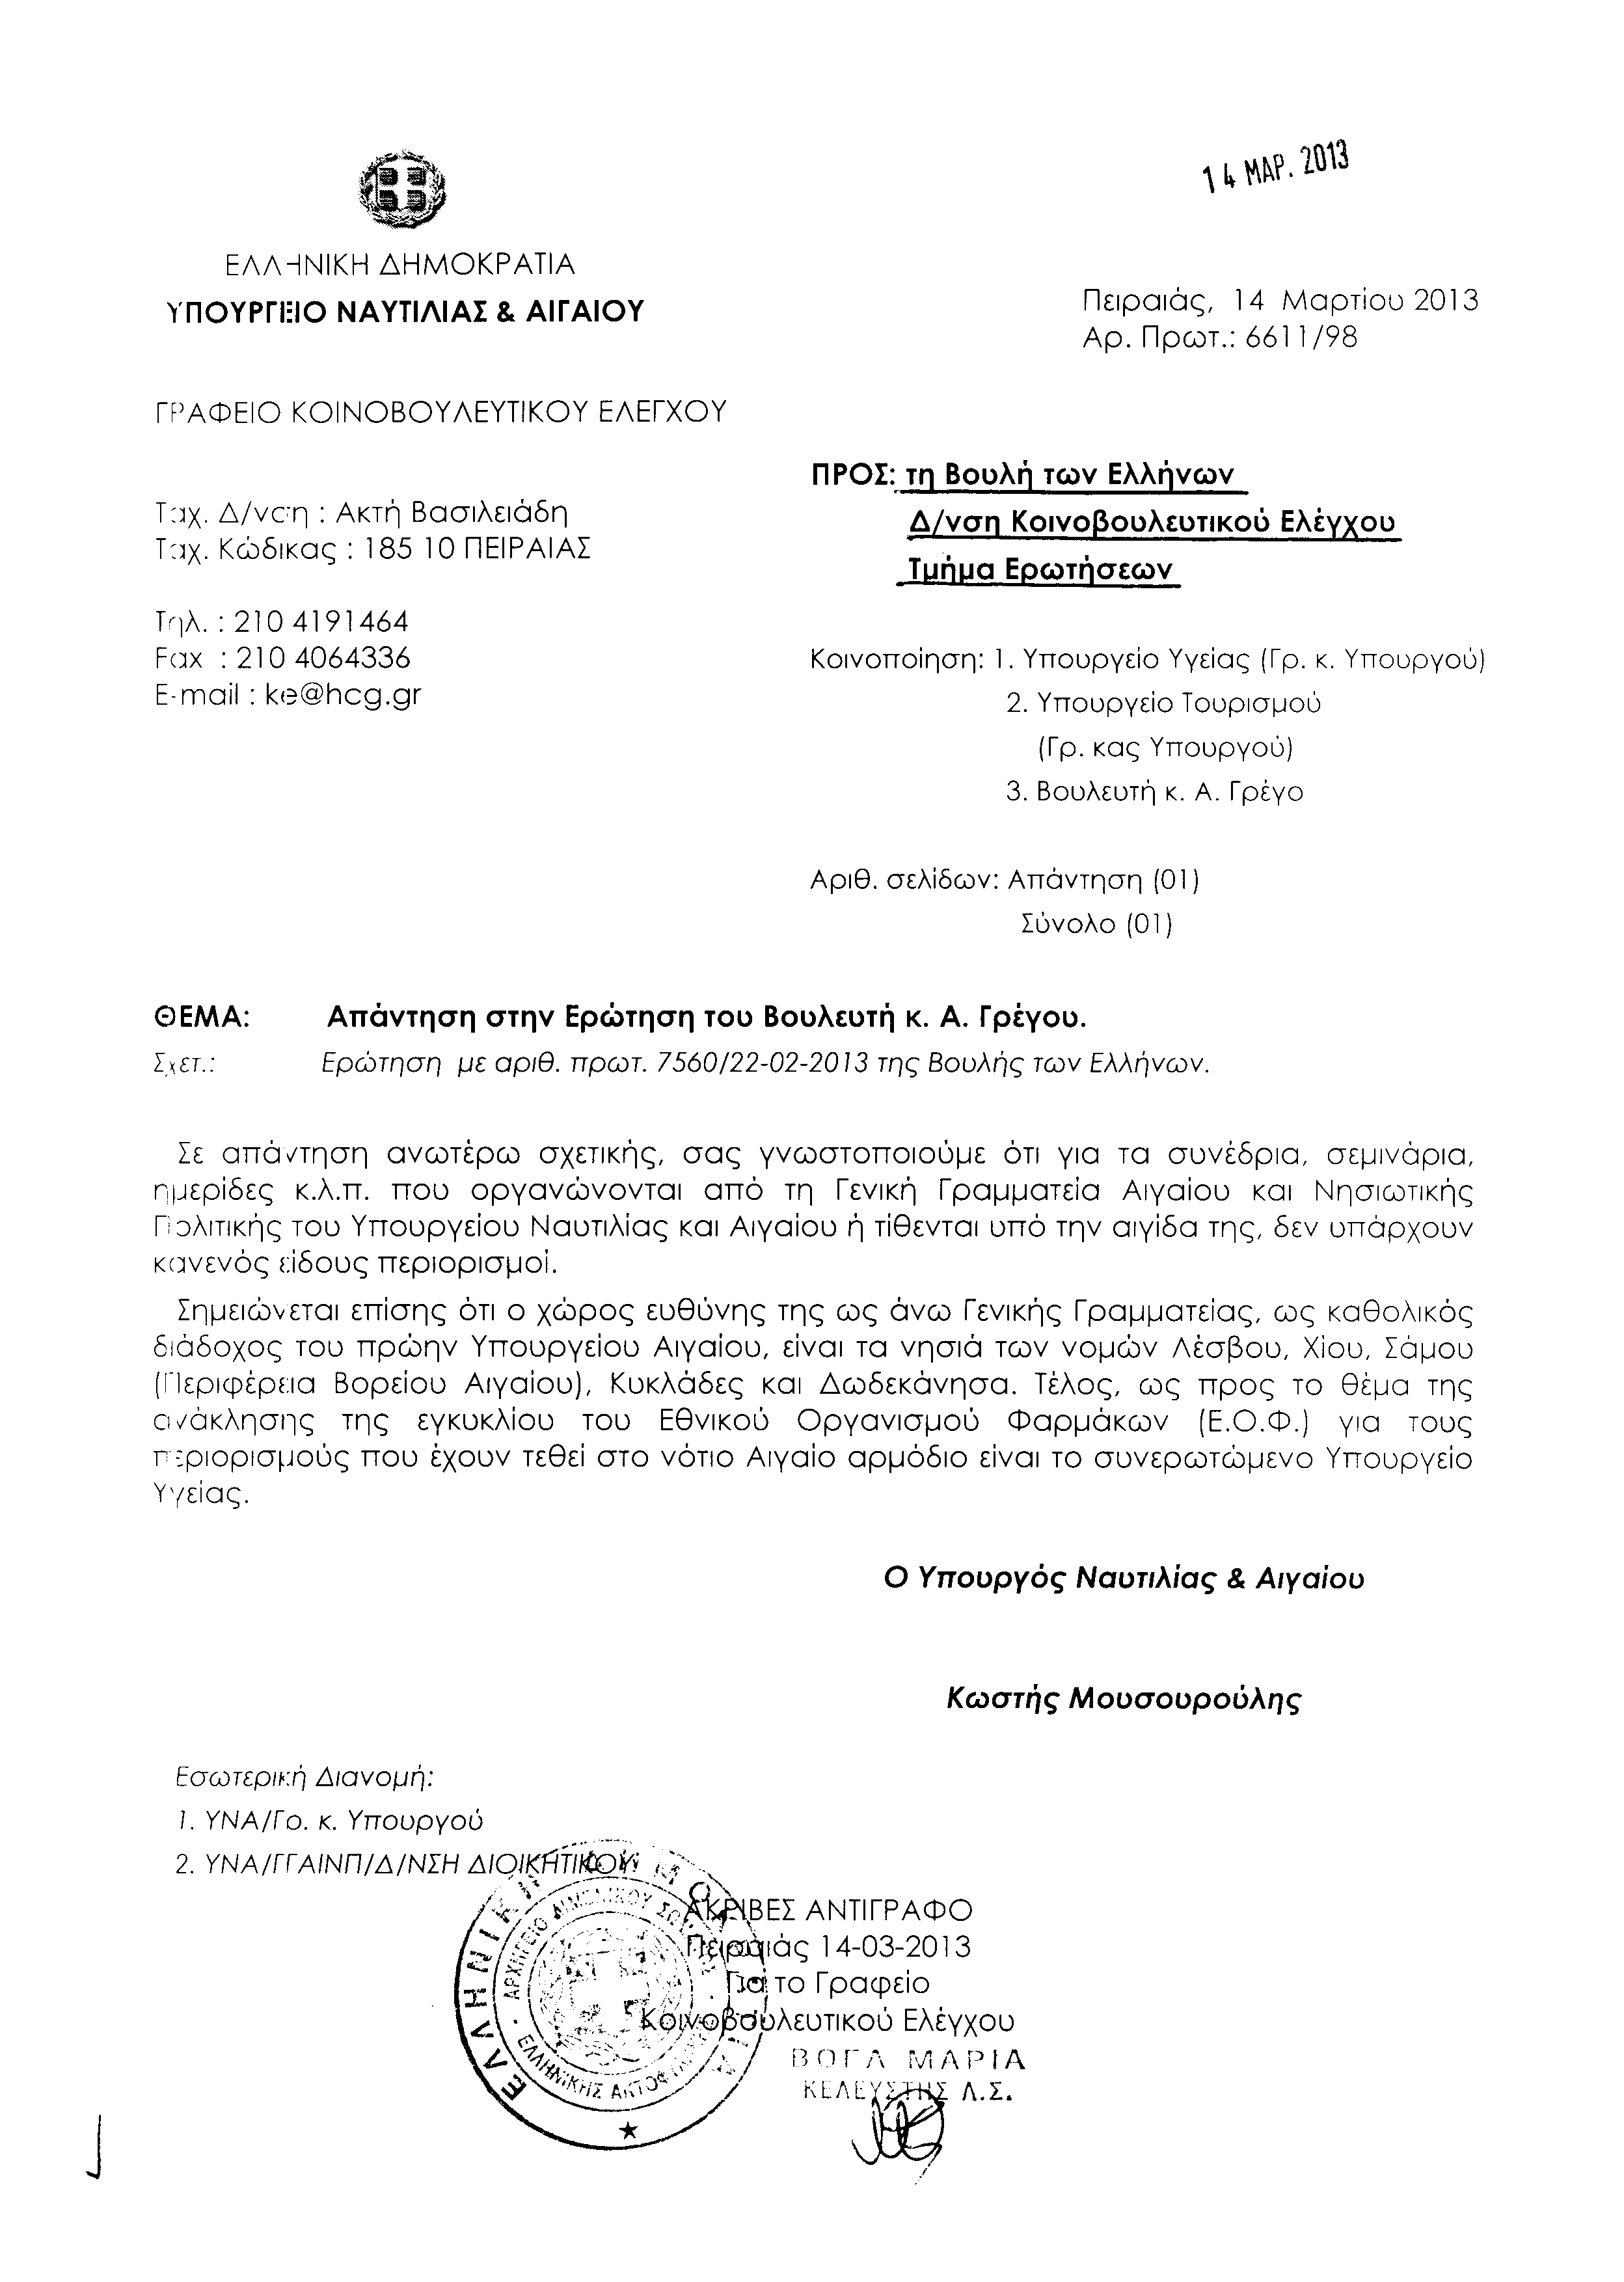 14 ΜΑΡ. 2013
ΕΛΛΗΝΙΚΗ ΔΗΜΟΚΡΑΤΙΑ
ΥΠΟΥΡΓΕΙΟ ΝΑΥΤΙΛΙΑΣ & ΑΙΓΑΙΟΥ
Πειραιάς, 14 Μαρτίου 2013
Αρ. Πρωτ.: 6611/98
ΓΡΑΦΕΙΟ ΚΟΙΝΟΒΟΥΛΕΥΤΙΚΟΥ ΕΛΕΓΧΟΥ
Ταχ. Δ/νση : Ακτή Βασιλειάδη
Ταχ. Κώδικας : 185 10 ΠΕΙΡΑΙΑΣ
Τηλ. : 210 4191464
Fax : 210 4064336
E-mail : ke@hcg.gr
ΠΡΟΣ: τη Βουλή των Ελλήνων
Δ/νση Κοινοβουλευτικού Ελέγχου
Τμήμα Ερωτήσεων
Κοινοποίηση: 1. Υπουργείο Υγείας (Γρ. κ. Υπουργού)
2. Υπουργείο Τουρισμού
(Γρ. κας Υπουργού)
3. Βουλευτή κ. Α. Γρέγο
Αριθ. σελίδων: Απάντηση (01)
Σύνολο (01)
ΘΕΜΑ: Απάντηση στην Ερώτηση του Βουλευτή κ. Α. Γρέγου.
Σχετ.: Ερώτηση με αριθ. πρωτ. 7560/22-02-2013 της Βουλής των Ελλήνων.
Σε απάντηση ανωτέρω σχετικής, σας γνωστοποιούμε ότι για τα συνέδρια, σεμινάρια,
ημερίδες κ.λ.π. που οργανώνονται από τη Γενική Γραμματεία Αιγαίου και Νησιωτικής
Πολιτικής του Υπουργείου Ναυτιλίας και Αιγαίου ή τίθενται υπό την αιγίδα της, δεν υπάρχουν
κανενός είδους περιορισμοί.
Σημειώνεται επίσης ότι ο χώρος ευθύνης της ως άνω Γενικής Γραμματείας, ως καθολικός
διάδοχος του πρώην Υπουργείου Αιγαίου, είναι τα νησιά των νομών Λέσβου, Χίου, Σάμου
(Περιφέρεια Βορείου Αιγαίου), Κυκλάδες και Δωδεκάνησα. Τέλος, ως προς το θέμα της
ανάκλησης της εγκυκλίου του Εθνικού Οργανισμού Φαρμάκων (Ε.Ο.Φ.) για τους
περιορισμούς που έχουν τεθεί στο νότιο Αιγαίο αρμόδιο είναι το συνερωτώμενο Υπουργείο
Υγείας.
Ο Υπουργός Ναυτιλίας & Αιγαίου
Κωστής Μουσουρούλης
Εσωτερική Διανομή:
1. ΥΝΑ/Γρ. κ. Υπουργού
2. ΥΝΑ/ΓΓΑΙΝΠ/Δ/ΝΣΗ ΔΙΟΙΚΗΤΙΚΟΥ
ΑΚΡΙΒΕΣ ΑΝΤΙΓΡΑΦΟ
Πειραιάς 14-03-2013
Για το Γραφείο
Κοινοβουλευτικού Ελέγχου
ΒΟΓΑ ΜΑΡΙΑ
ΚΕΛΕΥΣΤΗΣ Λ.Σ.